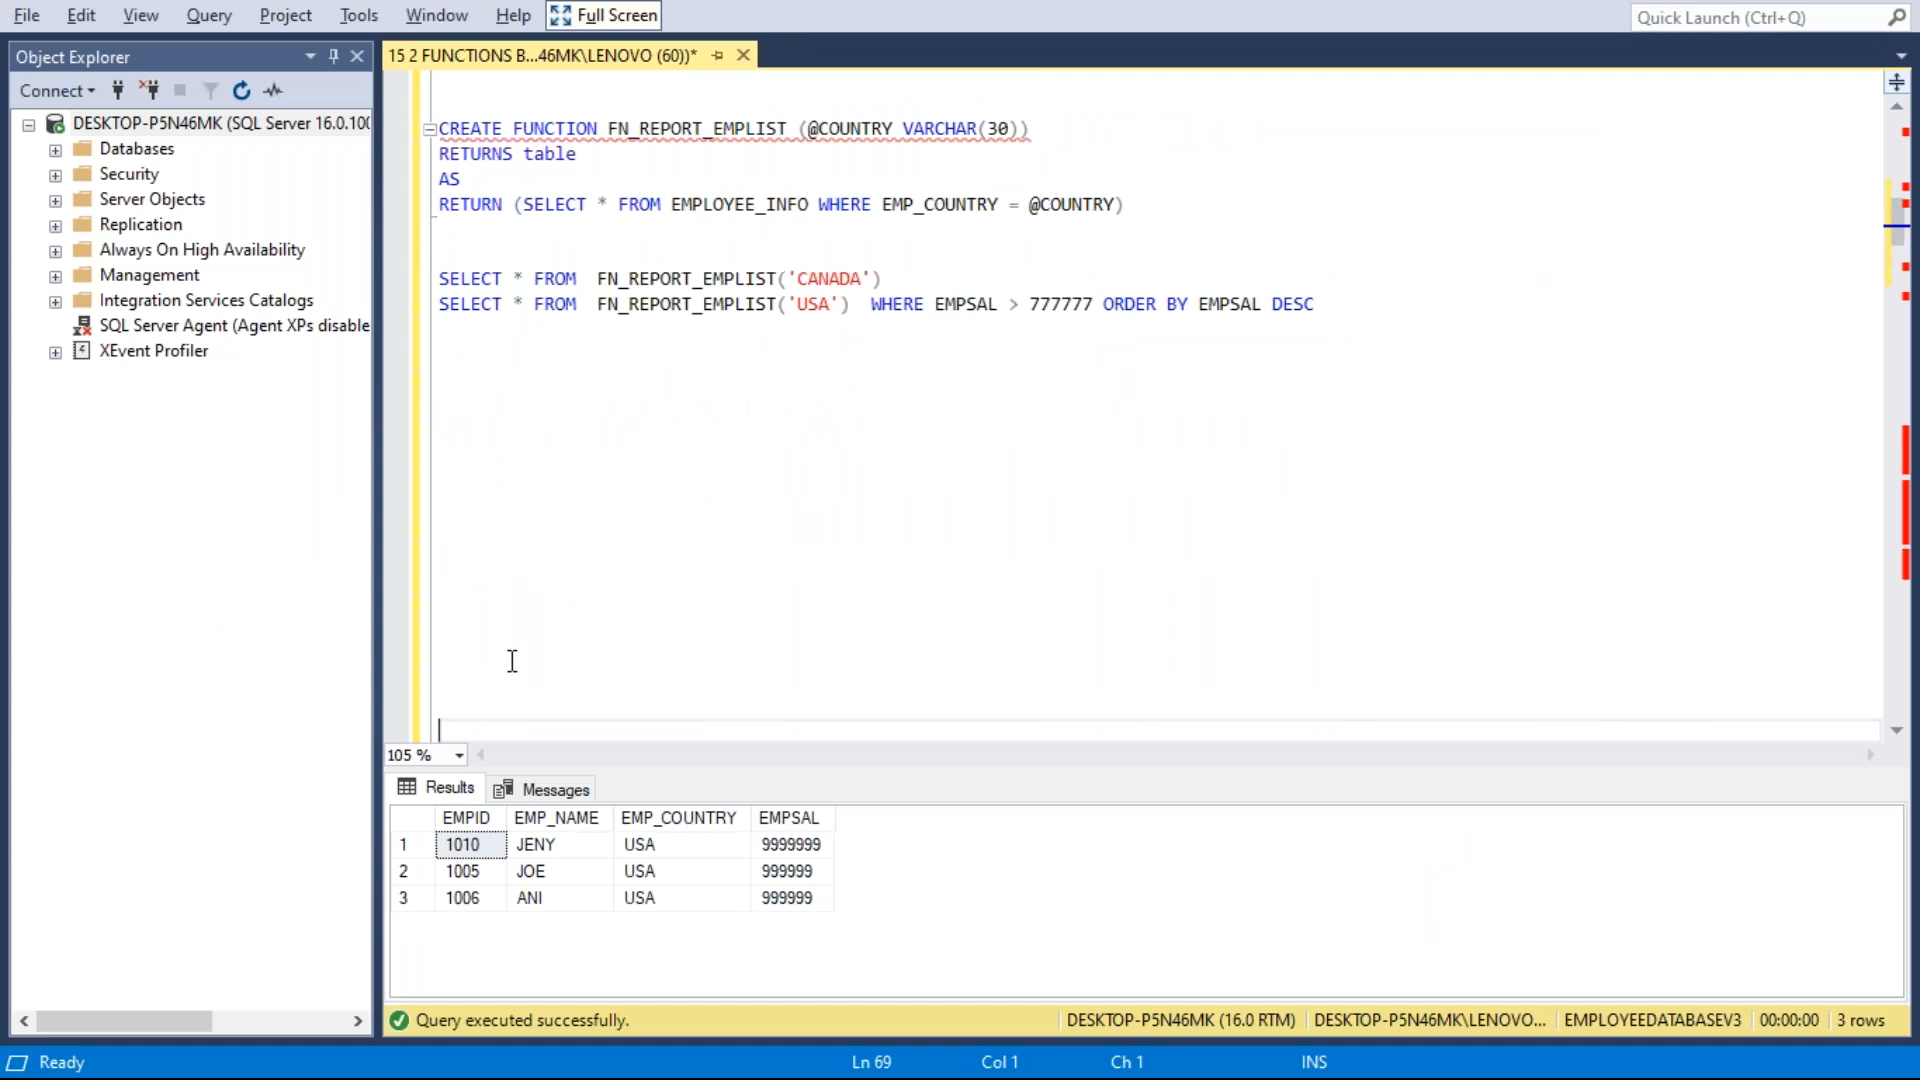 File Edit View Query Project Tools Window Help Full Screen
Quick Launch (Ctrl+Q)
Object Explorer
15 2 FUNCTIONS B...46MK\LENOVO (60))*
Connect
DESKTOP-P5N46MK (SQL Server 16.0.100
Databases
Security
Server Objects
Replication
Always On High Availability
Management
Integration Services Catalogs
SQL Server Agent (Agent XPs disable
XEvent Profiler
CREATE FUNCTION FN_REPORT_EMPLIST (@COUNTRY VARCHAR(30))
RETURNS table
AS
RETURN (SELECT * FROM EMPLOYEE_INFO WHERE EMP_COUNTRY = @COUNTRY)
SELECT * FROM FN_REPORT_EMPLIST('CANADA')
SELECT * FROM FN_REPORT_EMPLIST('USA') WHERE EMPSAL > 777777 ORDER BY EMPSAL DESC
105 %
Results Messages
EMPID EMP_NAME EMP_COUNTRY EMPSAL
1 1010 JENY USA 9999999
2 1005 JOE USA 999999
3 1006 ANI USA 999999
Query executed successfully. DESKTOP-P5N46MK (16.0 RTM) DESKTOP-P5N46MK\LENOVO... EMPLOYEEDATABASEV3 00:00:00 3 rows
Ready Ln 69 Col 1 Ch 1 INS